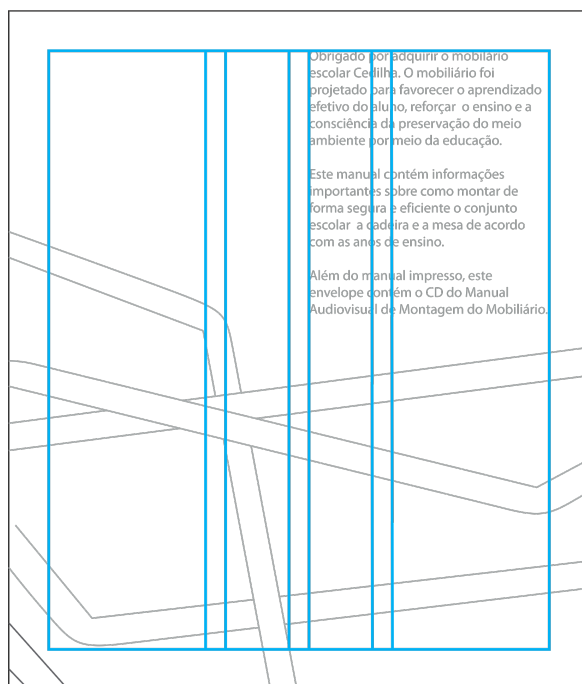 Obrigado por adquirir o mobilário
escolar Cedilha. O mobiliário foi
projetado para favorecer o aprendizado
efetivo do aluno, reforçar o ensino e a
consciência da preservação do meio
ambiente por meio da educação.
Este manual contém informações
importantes sobre como montar de
forma segura e eficiente o conjunto
escolar a cadeira e a mesa de acordo
com as anos de ensino.
Além do manual impresso, este
envelope contém o CD do Manual
Audiovisual de Montagem do Mobiliário.